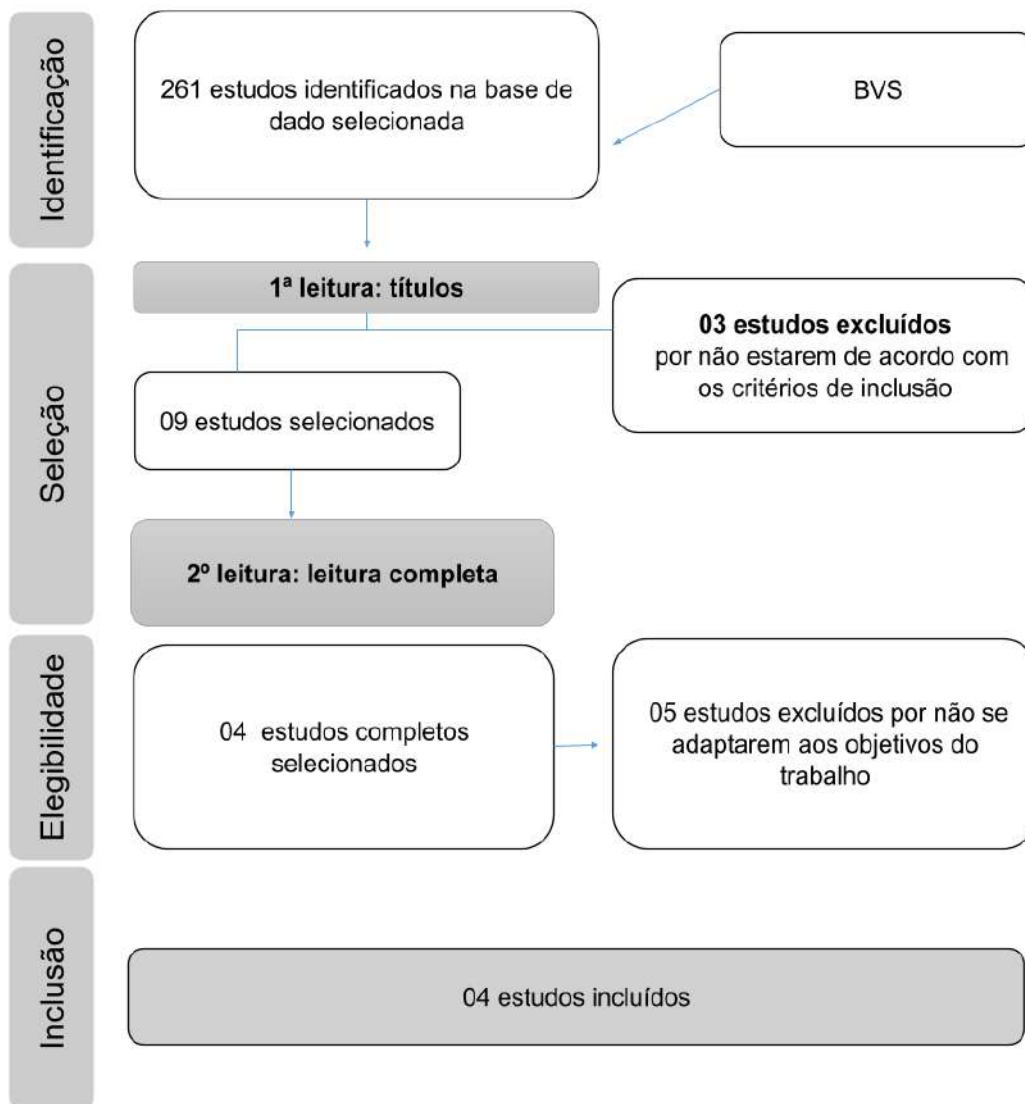 Identificação
261 estudos identificados na base de
dado selecionada
BVS
Seleção
1ª leitura: títulos
03 estudos excluídos
por não estarem de acordo com
os critérios de inclusão
09 estudos selecionados
2º leitura: leitura completa
Elegibilidade
04 estudos completos
selecionados
05 estudos excluídos por não se
adaptarem aos objetivos do
trabalho
Inclusão
04 estudos incluídos